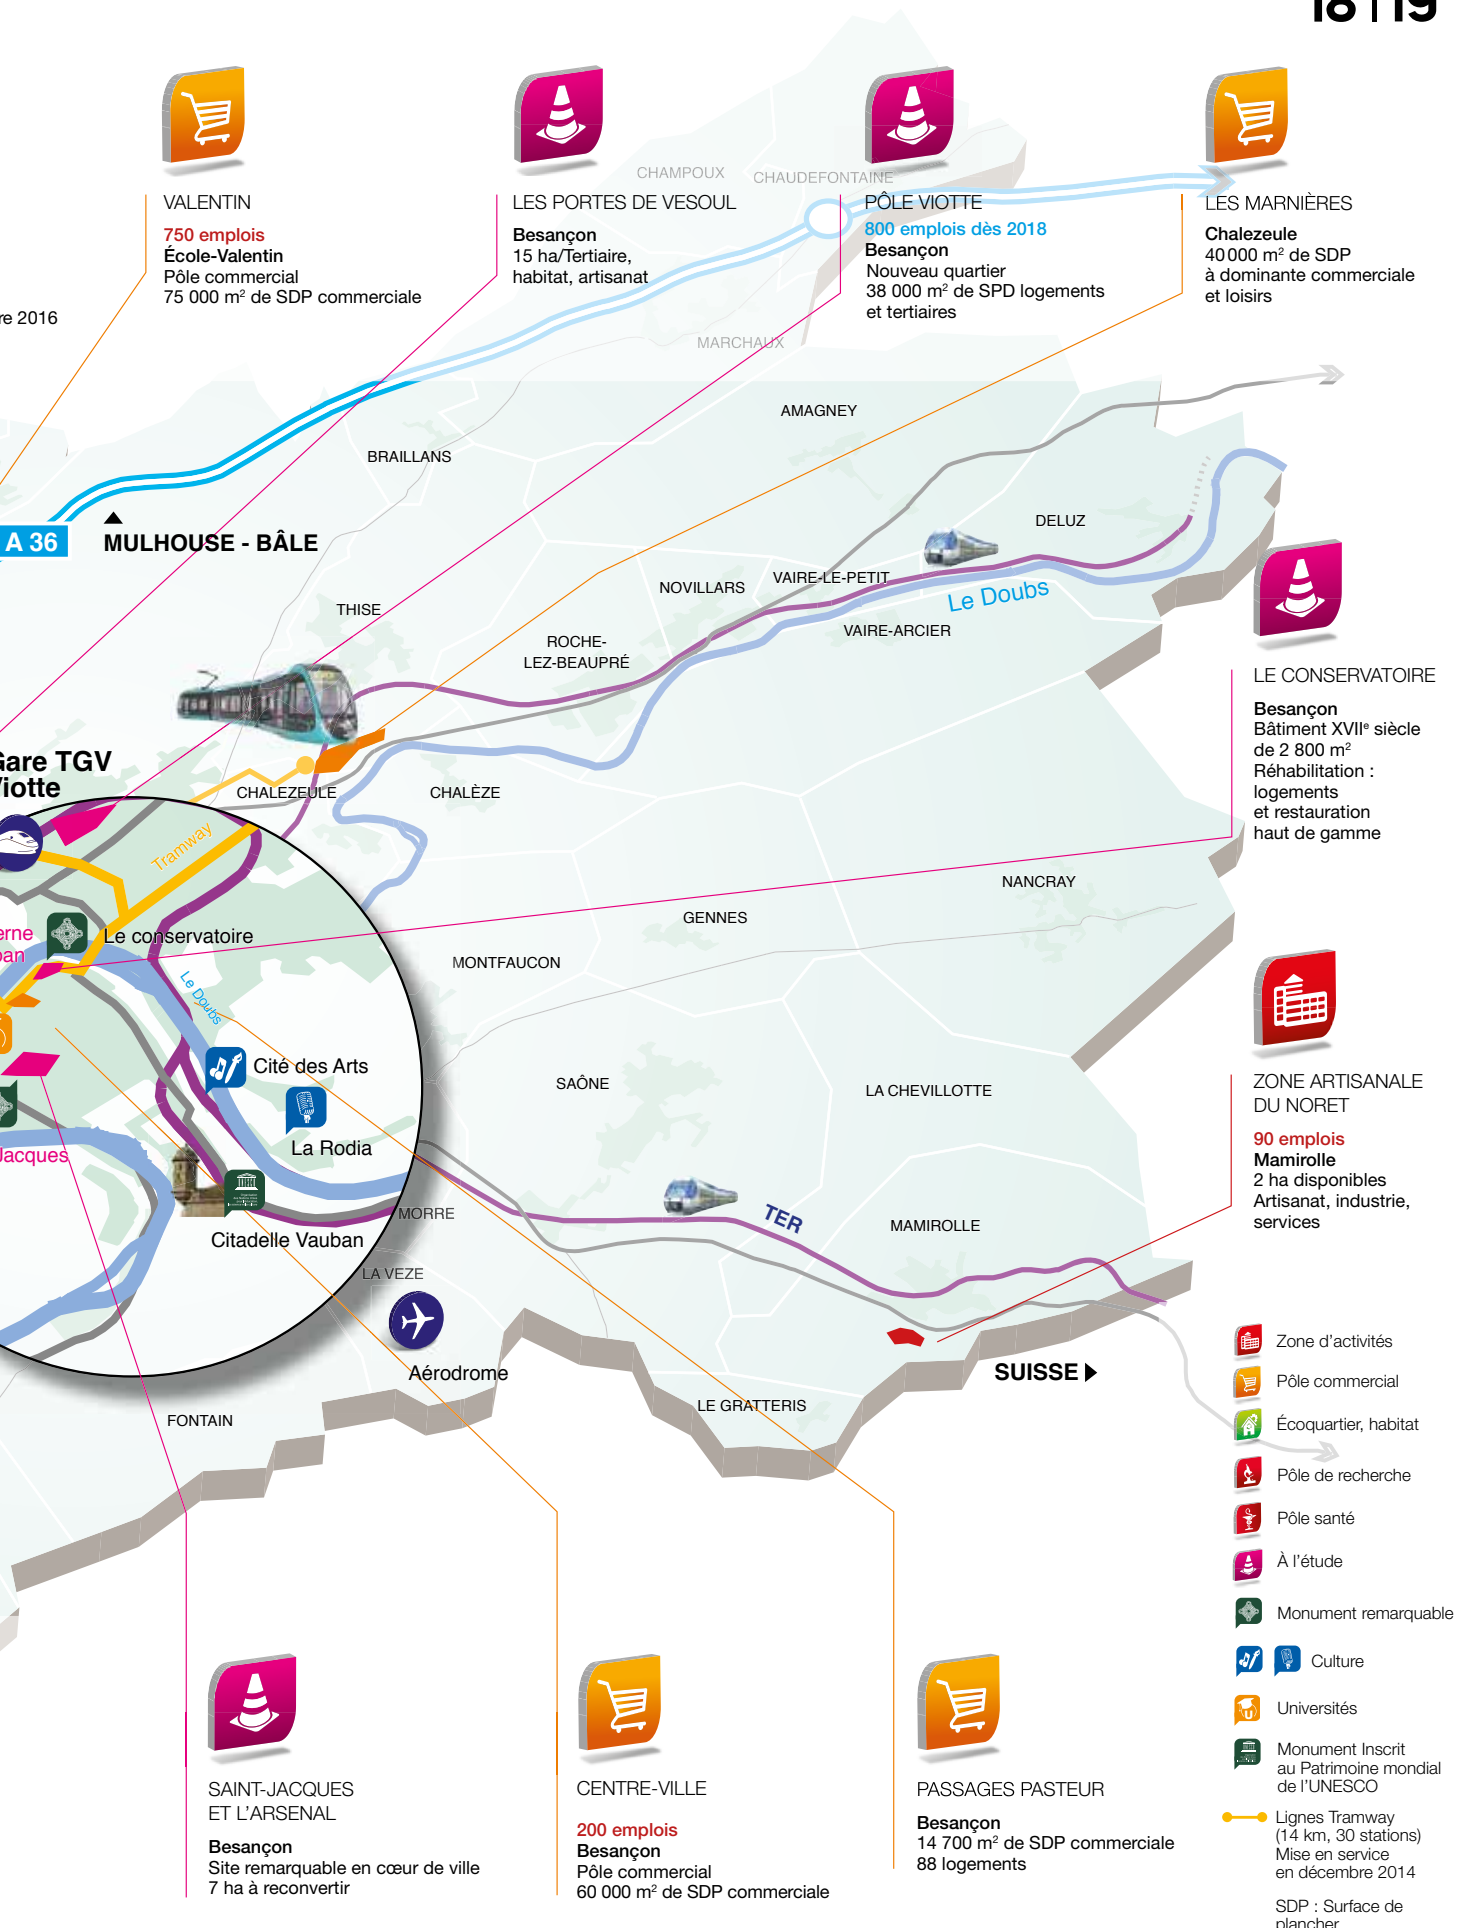 18 | 19
VALENTIN
750 emplois
École-Valentin
Pôle commercial
75 000 m² de SDP commerciale
LES PORTES DE VESOUL
Besançon
15 ha/Tertiaire,
habitat, artisanat
PÔLE VIOTTE
800 emplois dès 2018
Besançon
Nouveau quartier
38 000 m² de SPD logements
et tertiaires
LES MARNIÈRES
Chalezeule
40 000 m² de SDP
à dominante commerciale
et loisirs
2016
CHAMPOUX
CHAUDEFONTAINE
MARCHAUX
AMAGNEY
BRAILLANS
A 36
MULHOUSE - BÂLE
DELUZ
THISE
NOVILLARS
VAIRE-LE-PETIT
Le Doubs
VAIRE-ARCIER
ROCHE-
LEZ-BEAUPRÉ
LE CONSERVATOIRE
Besançon
Bâtiment XVIIe siècle
de 2 800 m²
Réhabilitation :
logements
et restauration
haut de gamme
Gare TGV
Viotte
CHALEZEULE
CHALÈZE
Tramway
NANCRAY
GENNES
Le conservatoire
MONTFAUCON
Le Doubs
Cité des Arts
SAÔNE
LA CHEVILLOTTE
La Rodia
Jacques
ZONE ARTISANALE
DU NORET
90 emplois
Mamirolle
2 ha disponibles
Artisanat, industrie,
services
MORRE
TER
MAMIROLLE
Citadelle Vauban
LA VEZE
Aérodrome
SUISSE
LE GRATTERIS
FONTAIN
Zone d'activités
Pôle commercial
Écoquartier, habitat
Pôle de recherche
Pôle santé
À l'étude
Monument remarquable
Culture
U
Universités
Monument Inscrit
au Patrimoine mondial
de l'UNESCO
Lignes Tramway
(14 km, 30 stations)
Mise en service
en décembre 2014
SDP : Surface de
plancher
SAINT-JACQUES
ET L'ARSENAL
Besançon
Site remarquable en cœur de ville
7 ha à reconvertir
CENTRE-VILLE
200 emplois
Besançon
Pôle commercial
60 000 m² de SDP commerciale
PASSAGES PASTEUR
Besançon
14 700 m² de SDP commerciale
88 logements